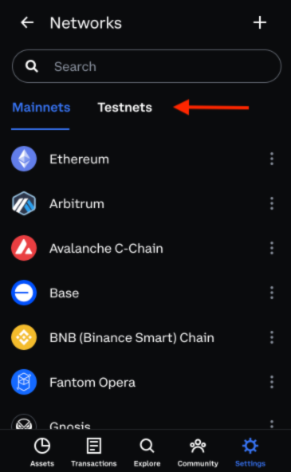 Networks
Search
Mainnets Testnets
Ethereum
Arbitrum
Avalanche C-Chain
Base
BNB (Binance Smart) Chain
Fantom Opera
Gnosis
Assets Transactions Explore Community Settings